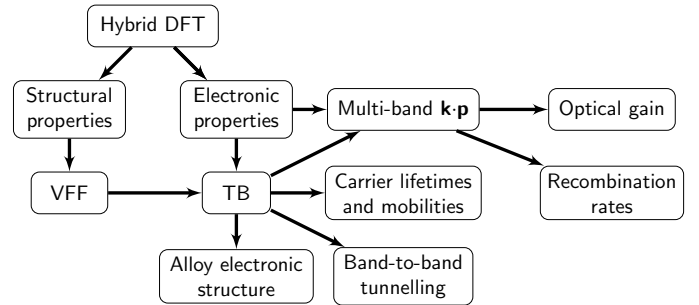 Hybrid DFT
Structural
properties
Electronic
properties
Multi-band k·p
Optical gain
VFF
TB
Carrier lifetimes
and mobilities
Recombination
rates
Alloy electronic
structure
Band-to-band
tunnelling